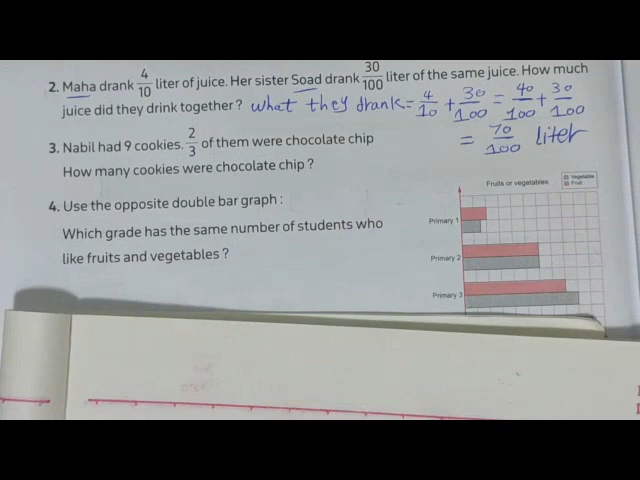 2. Maha drank 4/10 liter of juice. Her sister Soad drank 30/100 liter of the same juice. How much
juice did they drink together ? what they drank = 4/10 + 30/100 = 40/100 + 30/100
= 70/100 liter
3. Nabil had 9 cookies. 2/3 of them were chocolate chip
How many cookies were chocolate chip ?
4. Use the opposite double bar graph :
Which grade has the same number of students who
like fruits and vegetables ?
Fruits or vegetables
Vegetable
Fruit
Primary 1
Primary 2
Primary 3